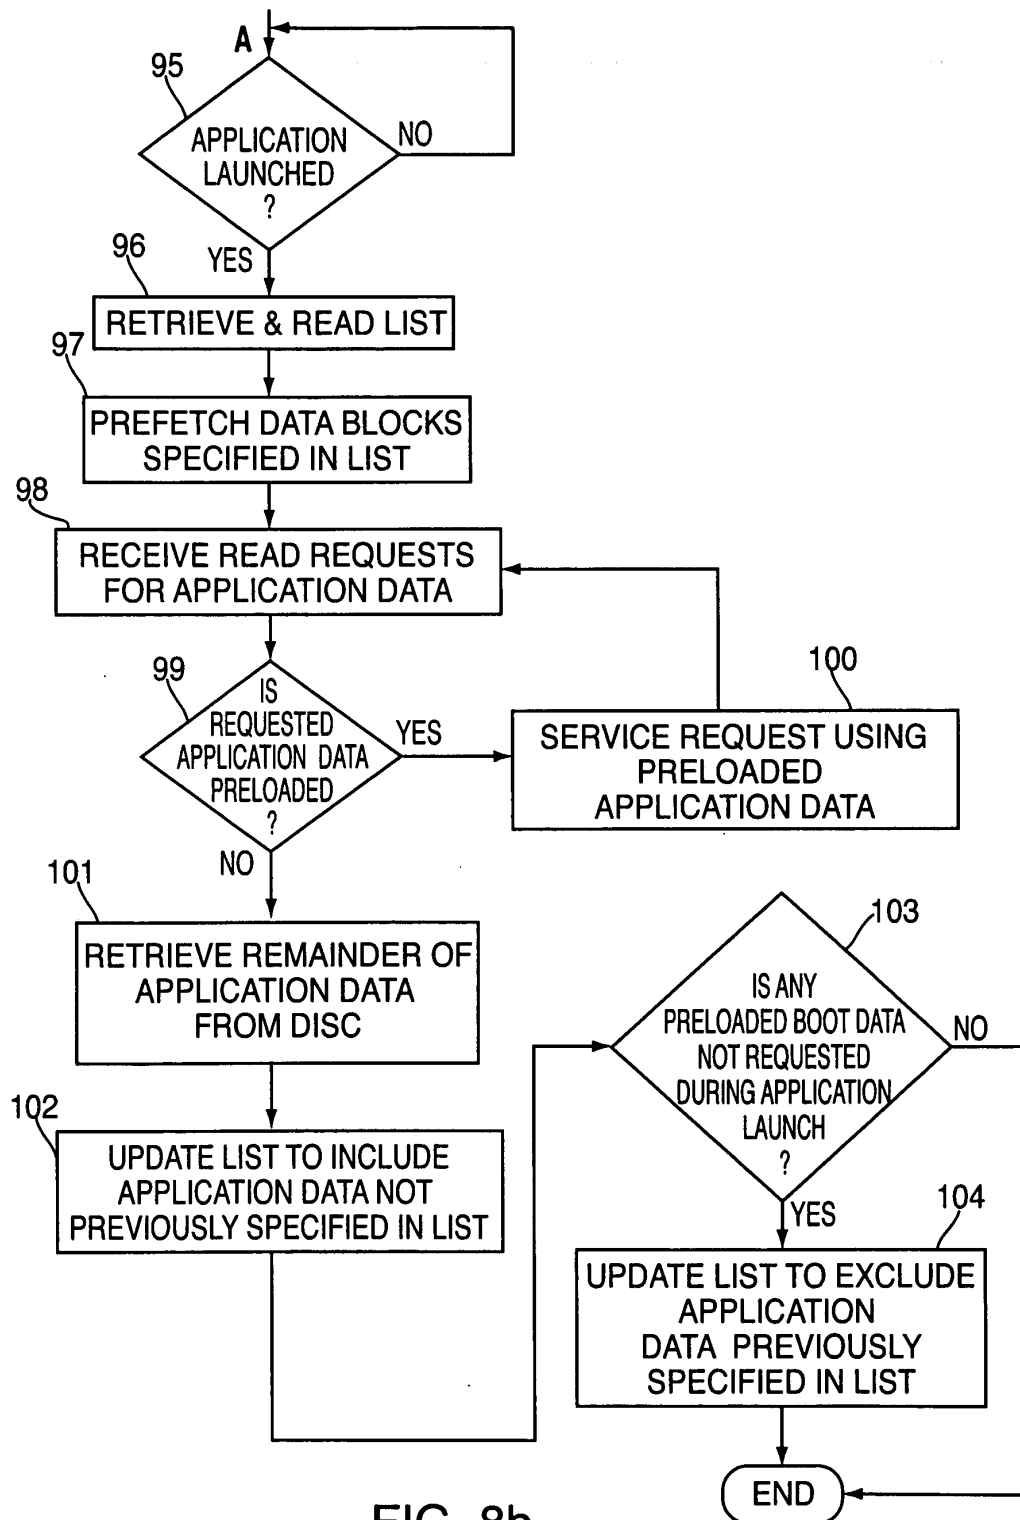 A
95
APPLICATION
LAUNCHED
?
NO
YES
96
RETRIEVE & READ LIST
97
PREFETCH DATA BLOCKS
SPECIFIED IN LIST
98
RECEIVE READ REQUESTS
FOR APPLICATION DATA
99
IS
REQUESTED
APPLICATION DATA
PRELOADED
?
YES
100
SERVICE REQUEST USING
PRELOADED
APPLICATION DATA
NO
101
RETRIEVE REMAINDER OF
APPLICATION DATA
FROM DISC
102
UPDATE LIST TO INCLUDE
APPLICATION DATA NOT
PREVIOUSLY SPECIFIED IN LIST
103
IS ANY
PRELOADED BOOT DATA
NOT REQUESTED
DURING APPLICATION
LAUNCH
?
NO
YES
104
UPDATE LIST TO EXCLUDE
APPLICATION
DATA PREVIOUSLY
SPECIFIED IN LIST
END
FIG. 8b